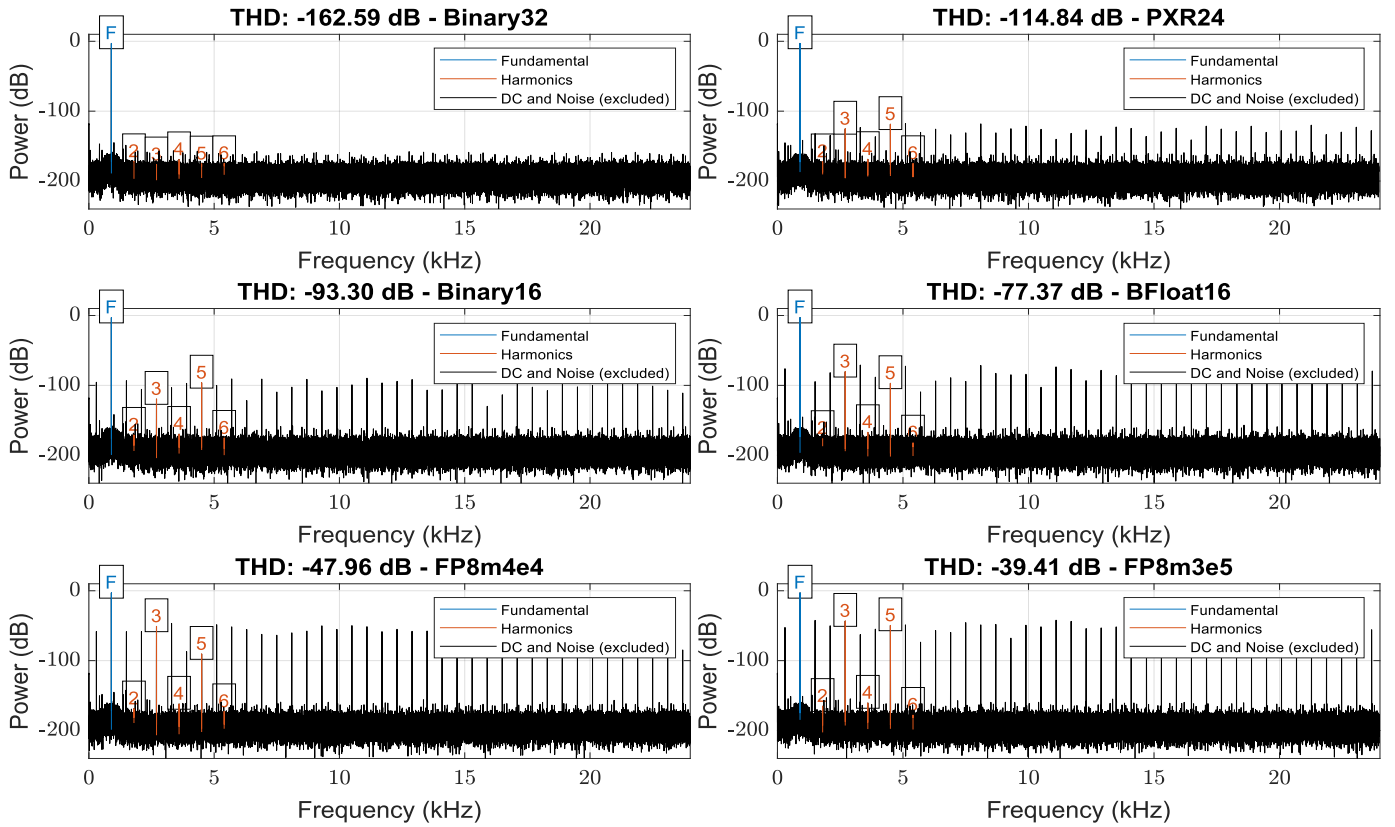 THD: -162.59 dB - Binary32
F
2
3
4
5
6
Fundamental
Harmonics
DC and Noise (excluded)
0
-100
-200
Power (dB)
0
5
10
15
20
Frequency (kHz)
THD: -114.84 dB - PXR24
F
2
3
4
5
6
Fundamental
Harmonics
DC and Noise (excluded)
0
-100
-200
Power (dB)
0
5
10
15
20
Frequency (kHz)
THD: -93.30 dB - Binary16
F
2
3
4
5
6
Fundamental
Harmonics
DC and Noise (excluded)
0
-100
-200
Power (dB)
0
5
10
15
20
Frequency (kHz)
THD: -77.37 dB - BFloat16
F
2
3
4
5
6
Fundamental
Harmonics
DC and Noise (excluded)
0
-100
-200
Power (dB)
0
5
10
15
20
Frequency (kHz)
THD: -47.96 dB - FP8m4e4
F
2
3
4
5
6
Fundamental
Harmonics
DC and Noise (excluded)
0
-100
-200
Power (dB)
0
5
10
15
20
Frequency (kHz)
THD: -39.41 dB - FP8m3e5
F
2
3
4
5
6
Fundamental
Harmonics
DC and Noise (excluded)
0
-100
-200
Power (dB)
0
5
10
15
20
Frequency (kHz)